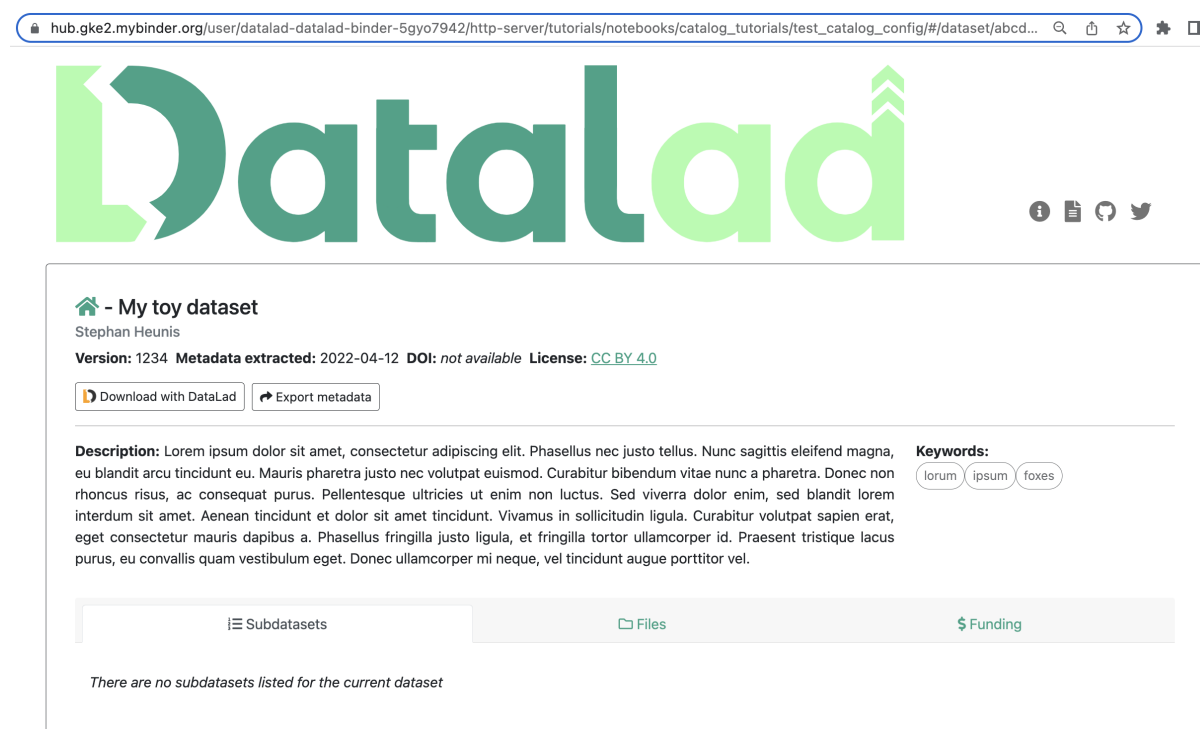 hub.gke2.mybinder.org/user/datalad-datalad-binder-5gyo7942/http-server/tutorials/notebooks/catalog_tutorials/test_catalog_config/#/dataset/abcd...
Datalad
- My toy dataset
Stephan Heunis
Version: 1234 Metadata extracted: 2022-04-12 DOI: not available License: CC BY 4.0
Download with DataLad Export metadata
Description: Lorem ipsum dolor sit amet, consectetur adipiscing elit. Phasellus nec justo tellus. Nunc sagittis eleifend magna,
eu blandit arcu tincidunt eu. Mauris pharetra justo nec volutpat euismod. Curabitur bibendum vitae nunc a pharetra. Donec non
rhoncus risus, ac consequat purus. Pellentesque ultricies ut enim non luctus. Sed viverra dolor enim, sed blandit lorem
interdum sit amet. Aenean tincidunt et dolor sit amet tincidunt. Vivamus in sollicitudin ligula. Curabitur volutpat sapien erat,
eget consectetur mauris dapibus a. Phasellus fringilla justo ligula, et fringilla tortor ullamcorper id. Praesent tristique lacus
purus, eu convallis quam vestibulum eget. Donec ullamcorper mi neque, vel tincidunt augue porttitor vel.
Keywords:
lorum ipsum foxes
Subdatasets Files $ Funding
There are no subdatasets listed for the current dataset